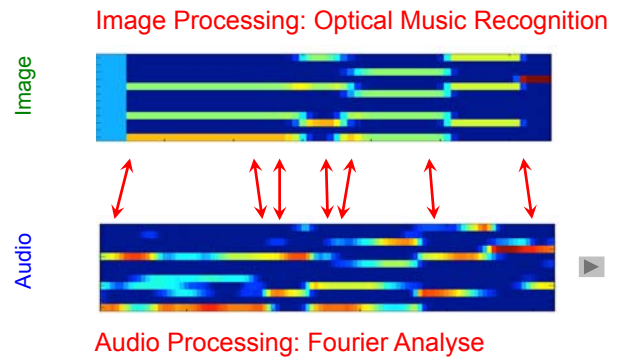 Image Processing: Optical Music Recognition
Image
Audio
Audio Processing: Fourier Analyse